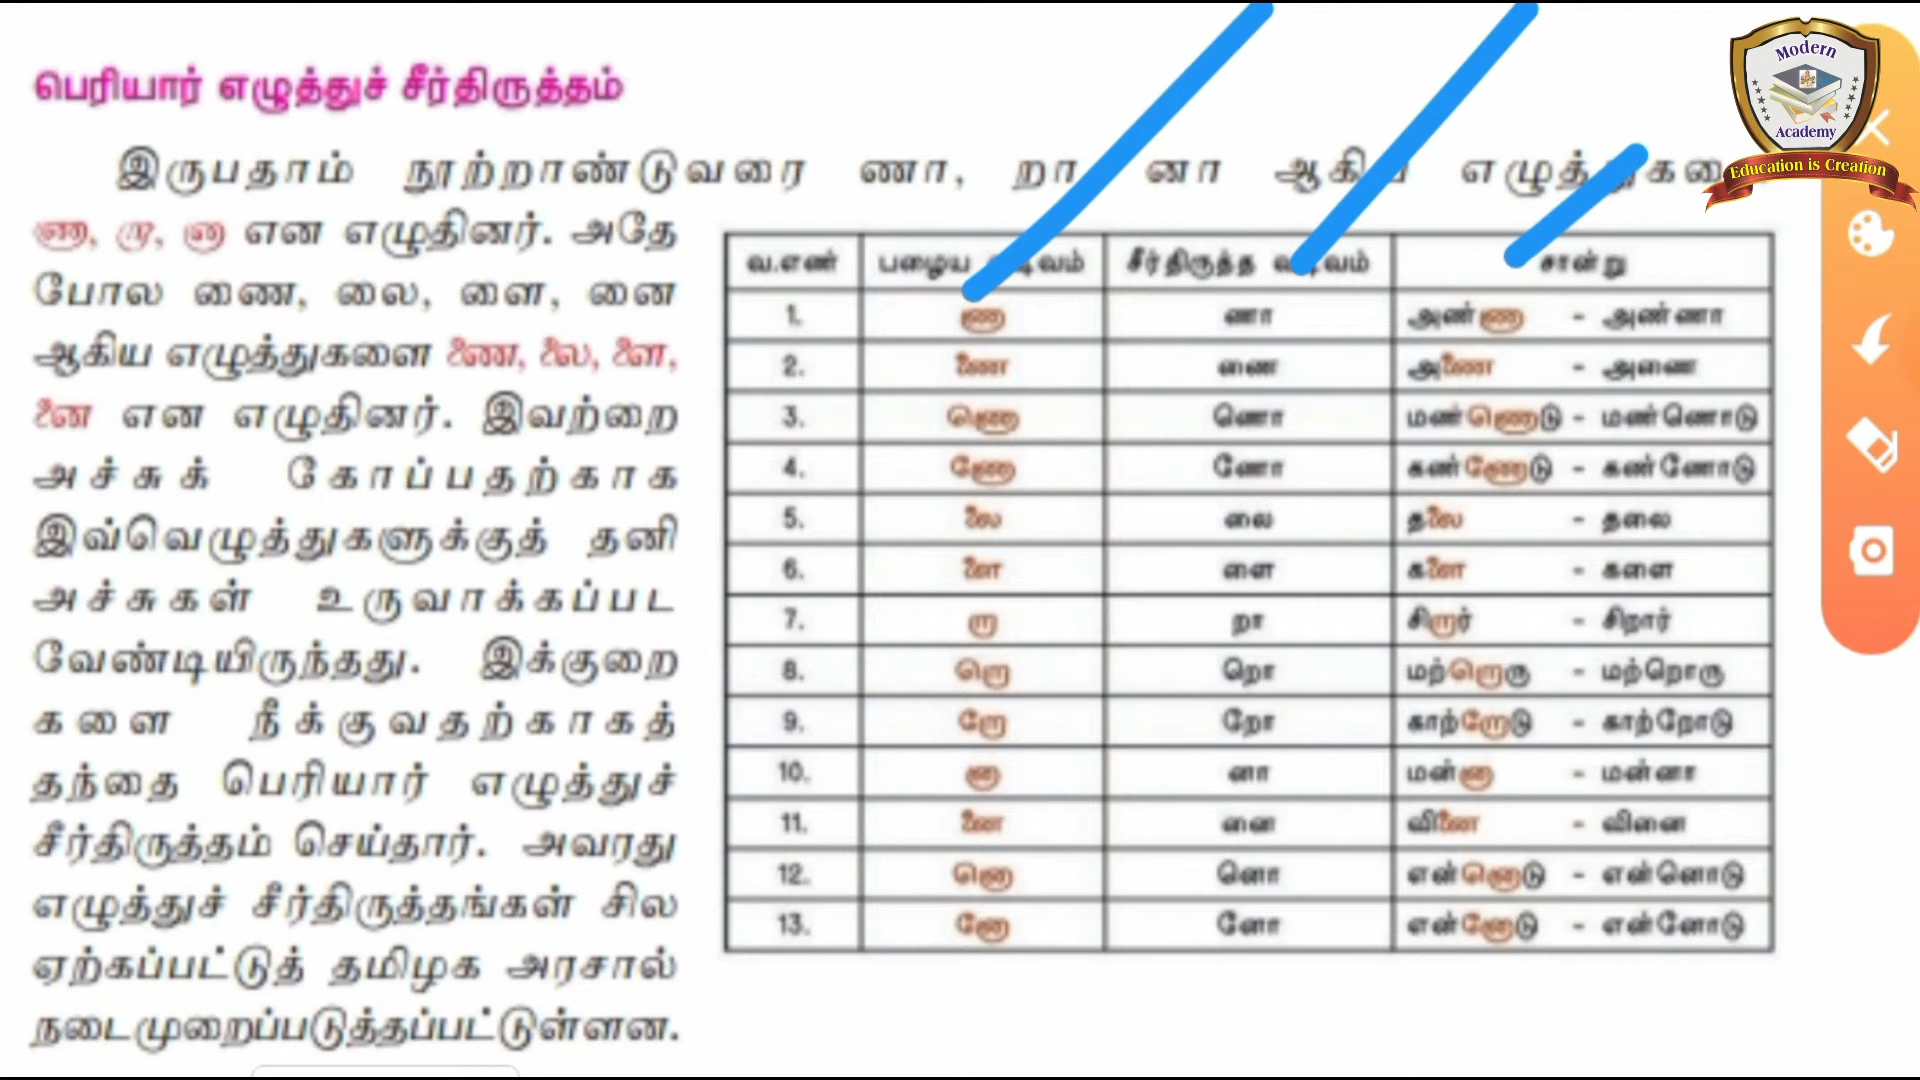 பெரியார் எழுத்துச் சீர்திருத்தம்
இருபதாம் நூற்றாண்டுவரை ணா, றா னா ஆகிய எழுத்துகளை
என எழுதினர். அதே
போல ணை, லை, ளை, னை
ஆகிய எழுத்துகளை
என எழுதினர். இவற்றை
அச்சுக் கோப்பதற்காக
இவ்வெழுத்துகளுக்குத் தனி
அச்சுகள் உருவாக்கப்பட
வேண்டியிருந்தது. இக்குறை
களை நீக்குவதற்காகத்
தந்தை பெரியார் எழுத்துச்
சீர்திருத்தம் செய்தார். அவரது
எழுத்துச் சீர்திருத்தங்கள் சில
ஏற்கப்பட்டுத் தமிழக அரசால்
நடைமுறைப்படுத்தப்பட்டுள்ளன.
வ.எண் பழைய வடிவம் சீர்திருத்த வடிவம் சான்று
1. ணா - அண்ணா
2. ணை - அணை
3. ணொ - மண்ணொடு
4. ணோ - கண்ணோடு
5. லை - தலை
6. ளை - களை
7. றா - சிறார்
8. றொ - மற்றொரு
9. றோ - காற்றோடு
10. னா - மன்னா
11. னை - வினை
12. னொ - என்னொடு
13. னோ - என்னோடு
Modern
Academy
Education is Creation